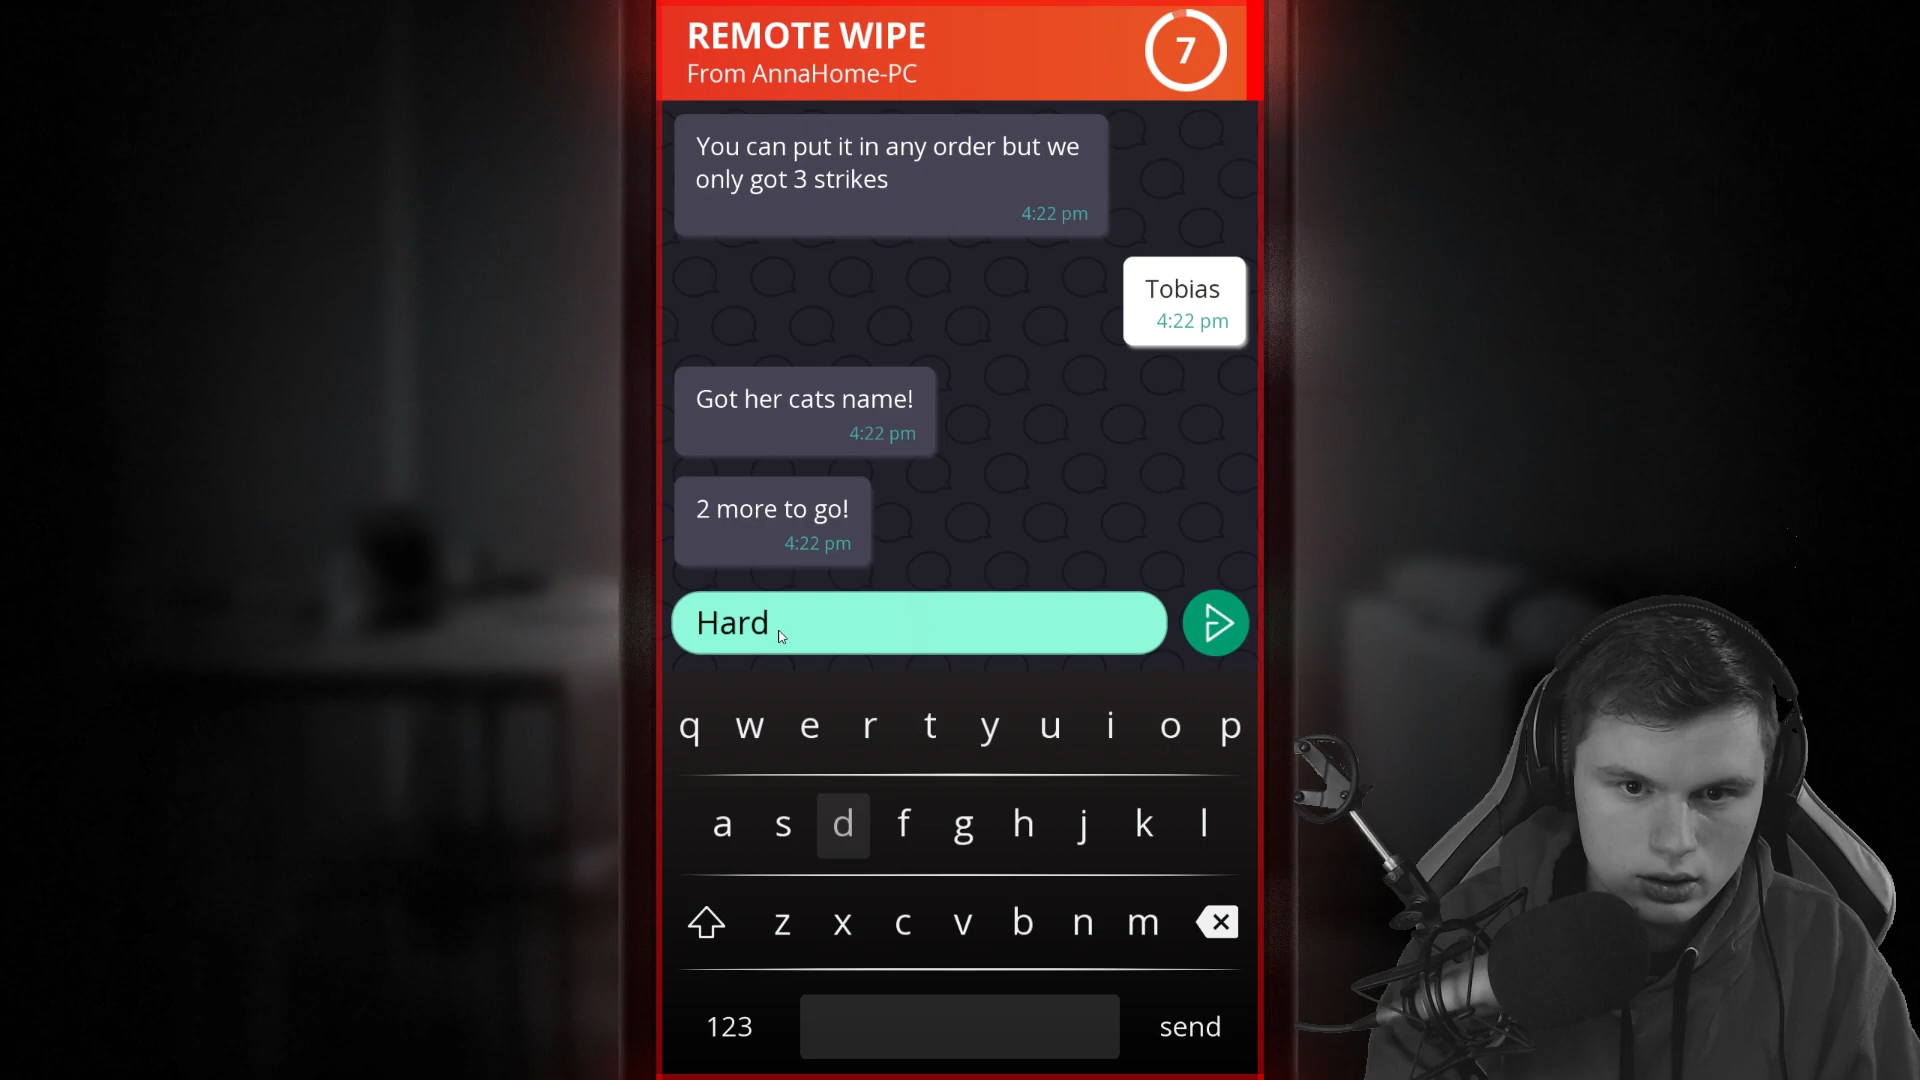 REMOTE WIPE
From AnnaHome-PC
7
You can put it in any order but we
only got 3 strikes
4:22 pm
Tobias
4:22 pm
Got her cats name!
4:22 pm
2 more to go!
4:22 pm
Hard
q w e r t y u i o p
a s d f g h j k l
z x c v b n m
123 send